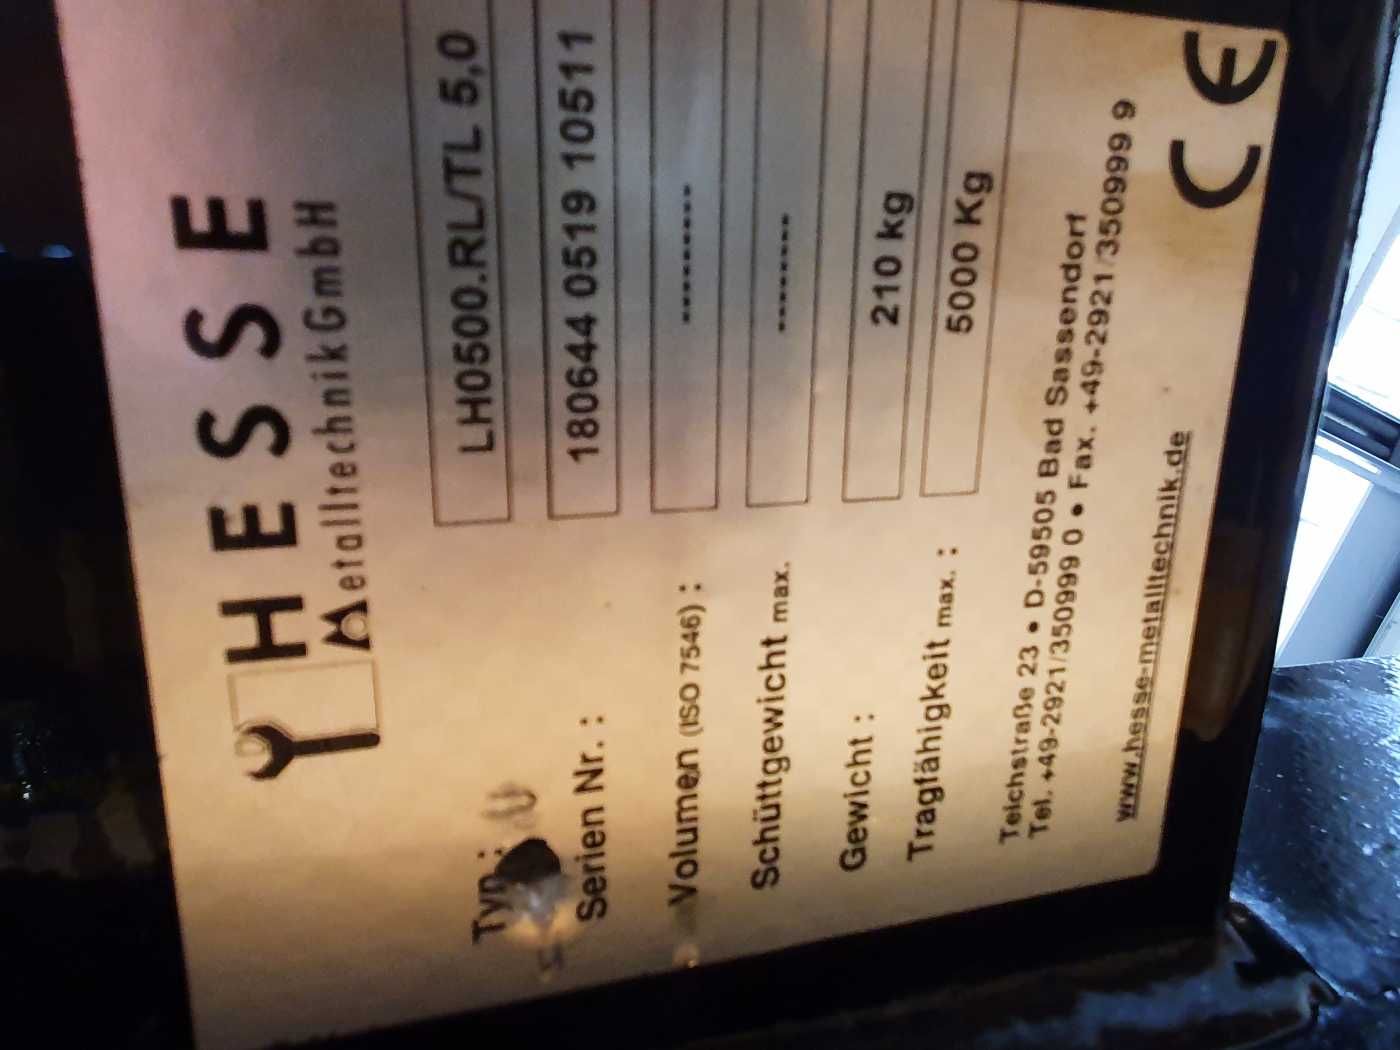 HESSE
Metalltechnik GmbH
Typ : LH0500.RL/TL 5,0
Serien Nr. : 180644 0519 10511
Volumen (ISO 7546) : ----------
Schüttgewicht max. --------
Gewicht : 210 kg
Tragfähigkeit max. : 5000 Kg
Teichstraße 23 • D-59505 Bad Sassendorf
Tel. +49-2921/350999 0 • Fax. +49-2921/350999 9
www.hesse-metalltechnik.de
CE